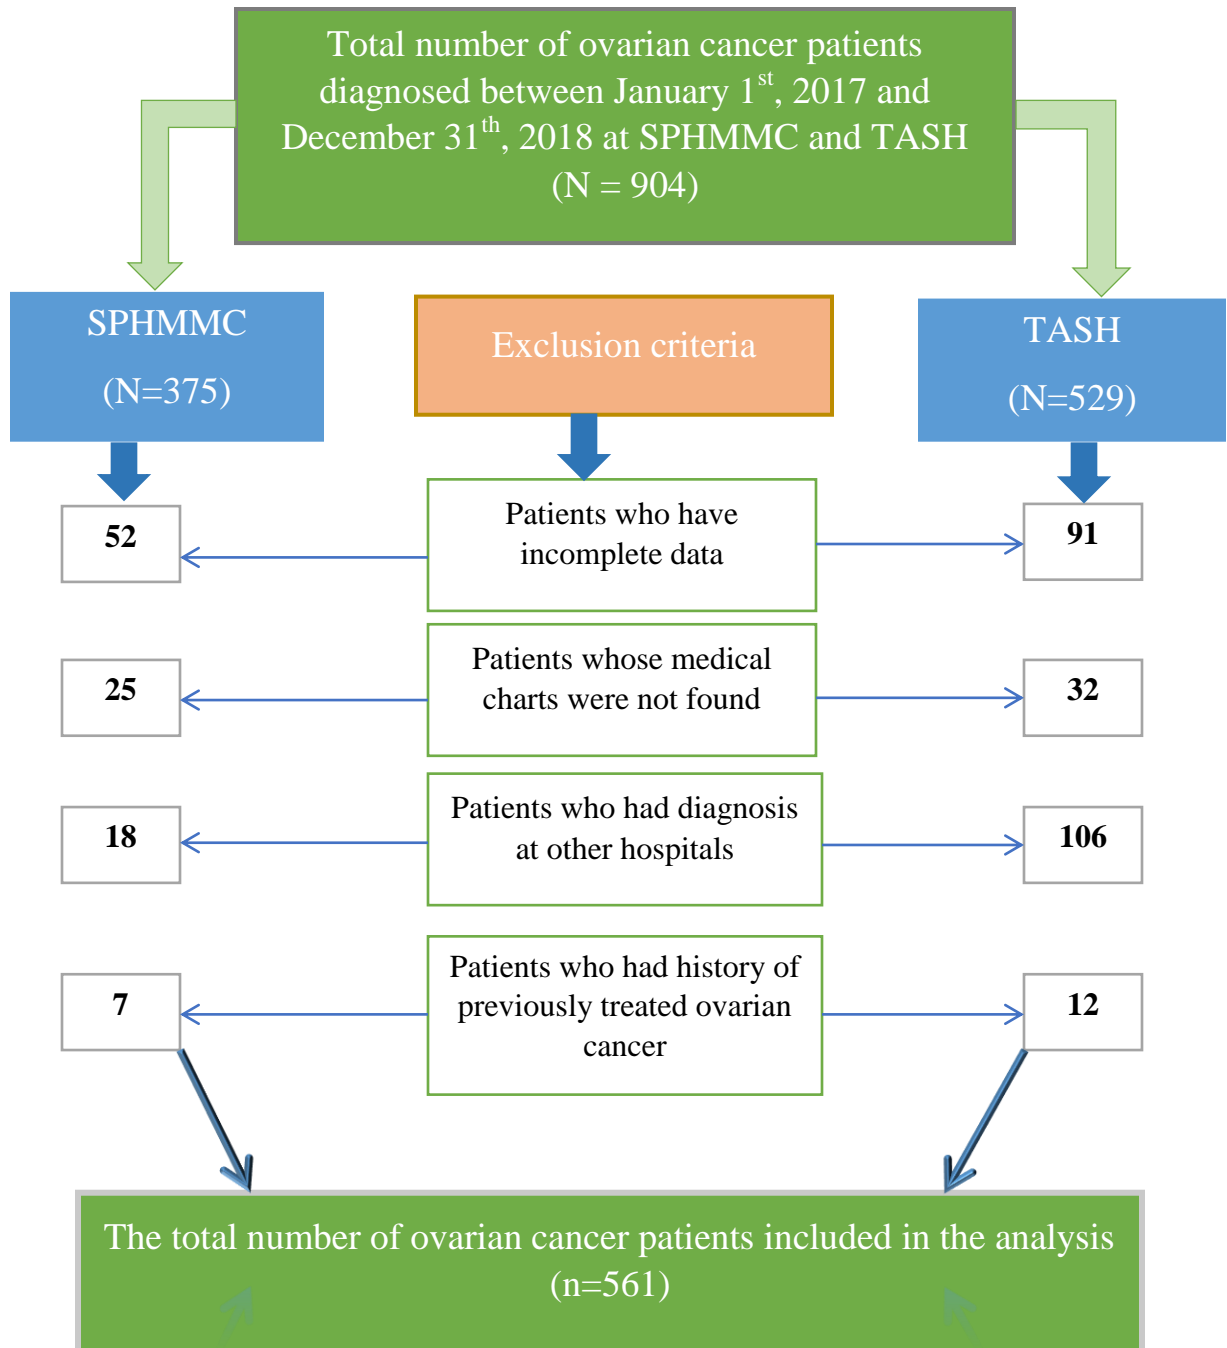 Total number of ovarian cancer patients
diagnosed between January 1st, 2017 and
December 31th, 2018 at SPHMMC and TASH
(N = 904)
SPHMMC
(N=375)
Exclusion criteria
TASH
(N=529)
52
Patients who have
incomplete data
91
25
Patients whose medical
charts were not found
32
18
Patients who had diagnosis
at other hospitals
106
7
Patients who had history of
previously treated ovarian
cancer
12
The total number of ovarian cancer patients included in the analysis
(n=561)